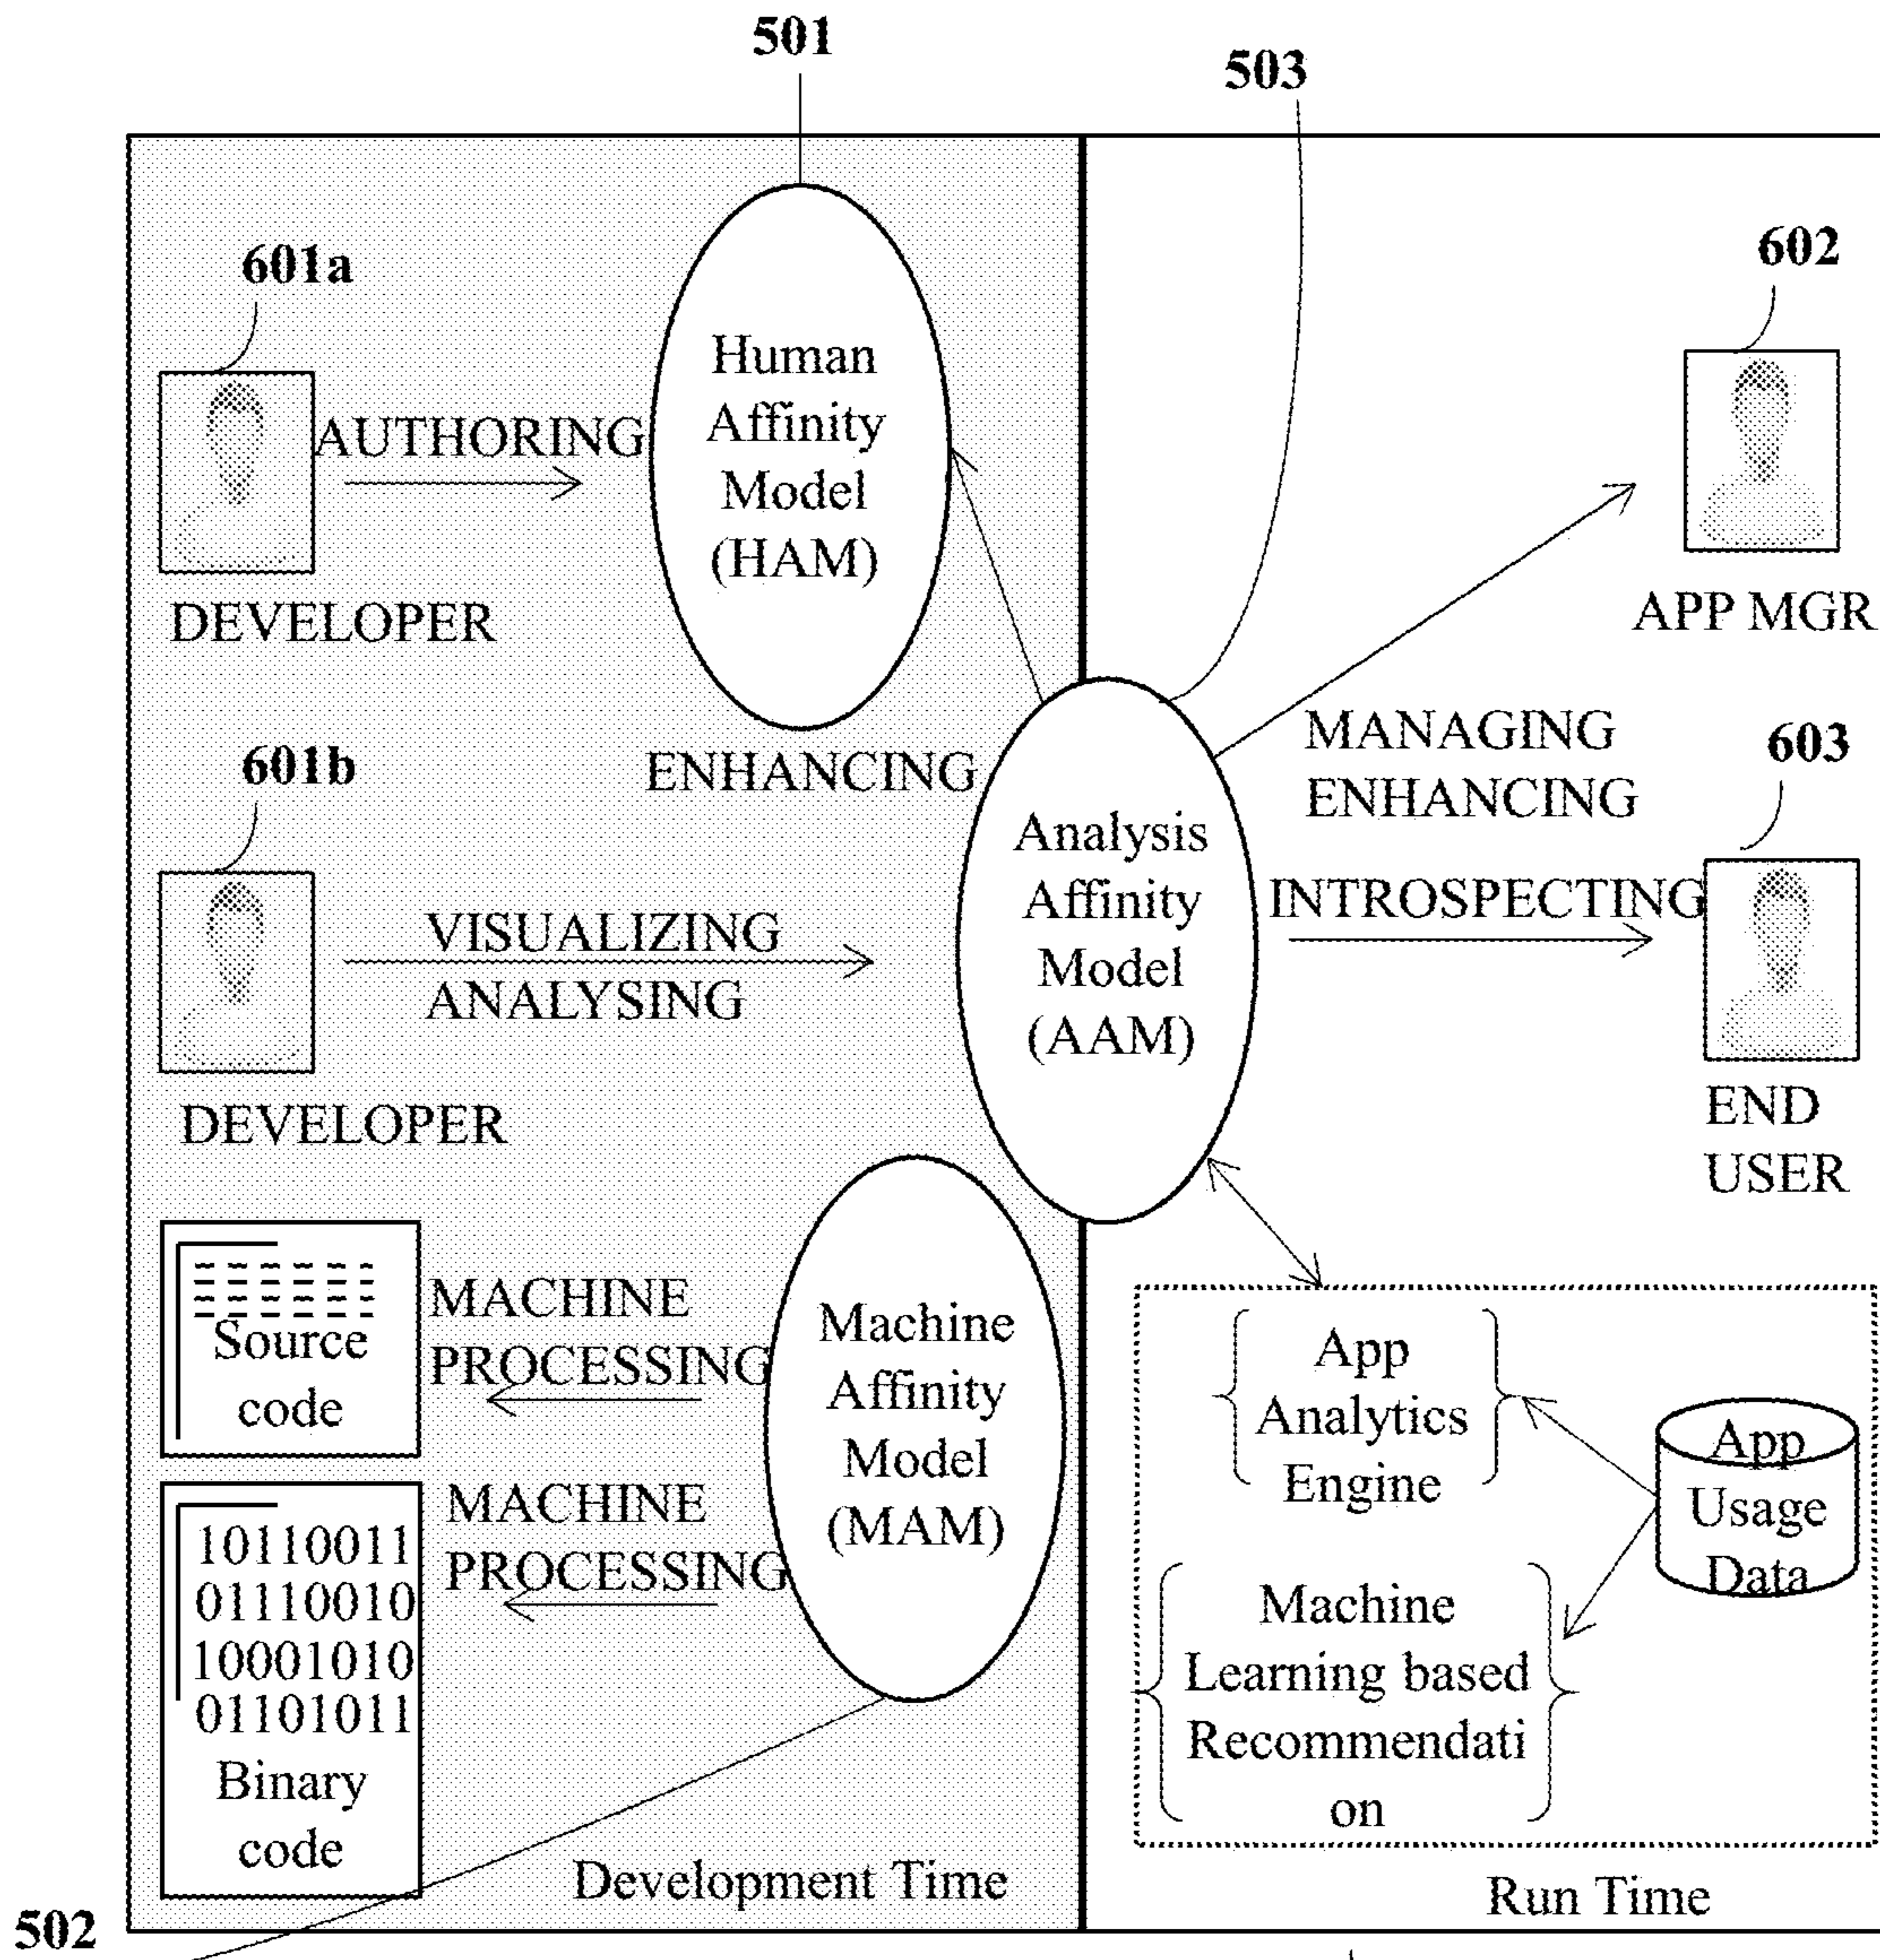 501
503
601a
602
Human
Affinity
Model
(HAM)
AUTHORING
DEVELOPER
APP MGR
601b
ENHANCING
MANAGING
ENHANCING
603
Analysis
Affinity
Model
(AAM)
VISUALIZING
ANALYSING
INTROSPECTING
DEVELOPER
END
USER
Source
code
MACHINE
PROCESSING
Machine
Affinity
Model
(MAM)
App
Analytics
Engine
App
Usage
Data
10110011
01110010
10001010
01101011
Binary
code
MACHINE
PROCESSING
Machine
Learning based
Recommendati
on
Development Time
Run Time
502